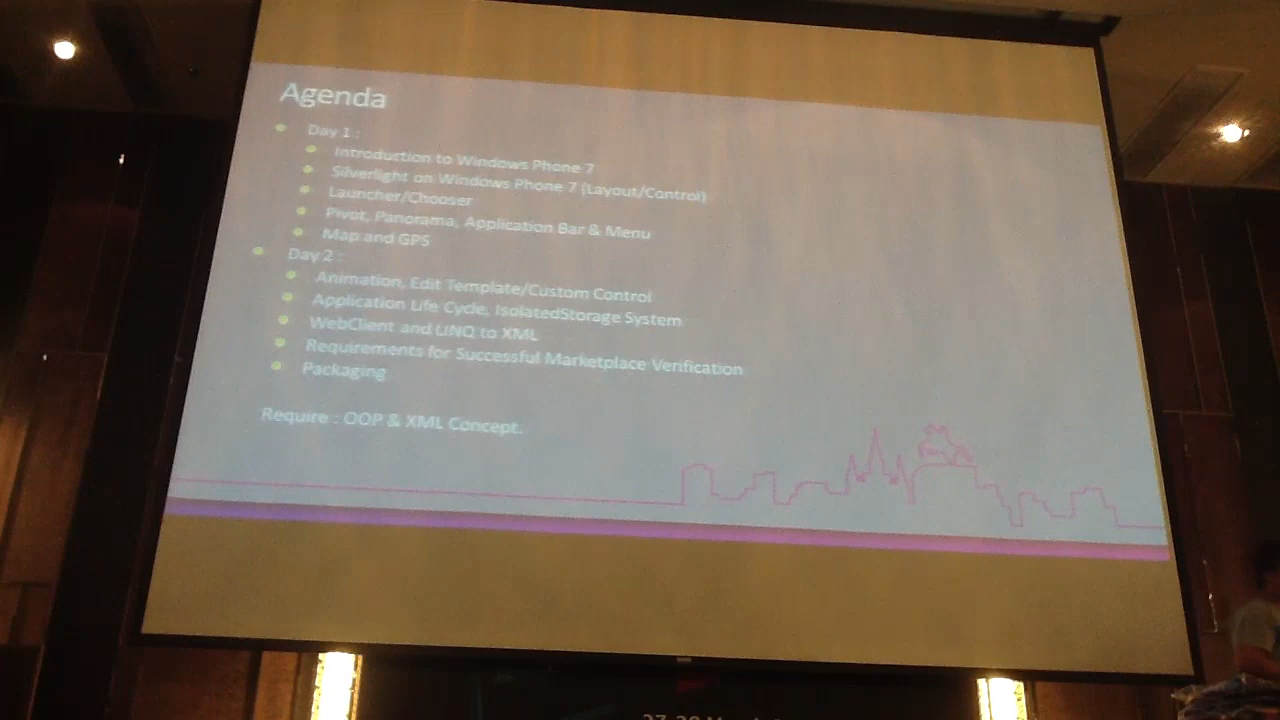 Agenda
Day 1 :
Introduction to Windows Phone 7
Silverlight on Windows Phone 7 (Layout/Control)
Launcher/Chooser
Pivot, Panorama, Application Bar & Menu
Map and GPS
Day 2 :
Animation, Edit Template/Custom Control
Application Life Cycle, IsolatedStorage System
WebClient and LINQ to XML
Requirements for Successful Marketplace Verification
Packaging
Require : OOP & XML Concept.